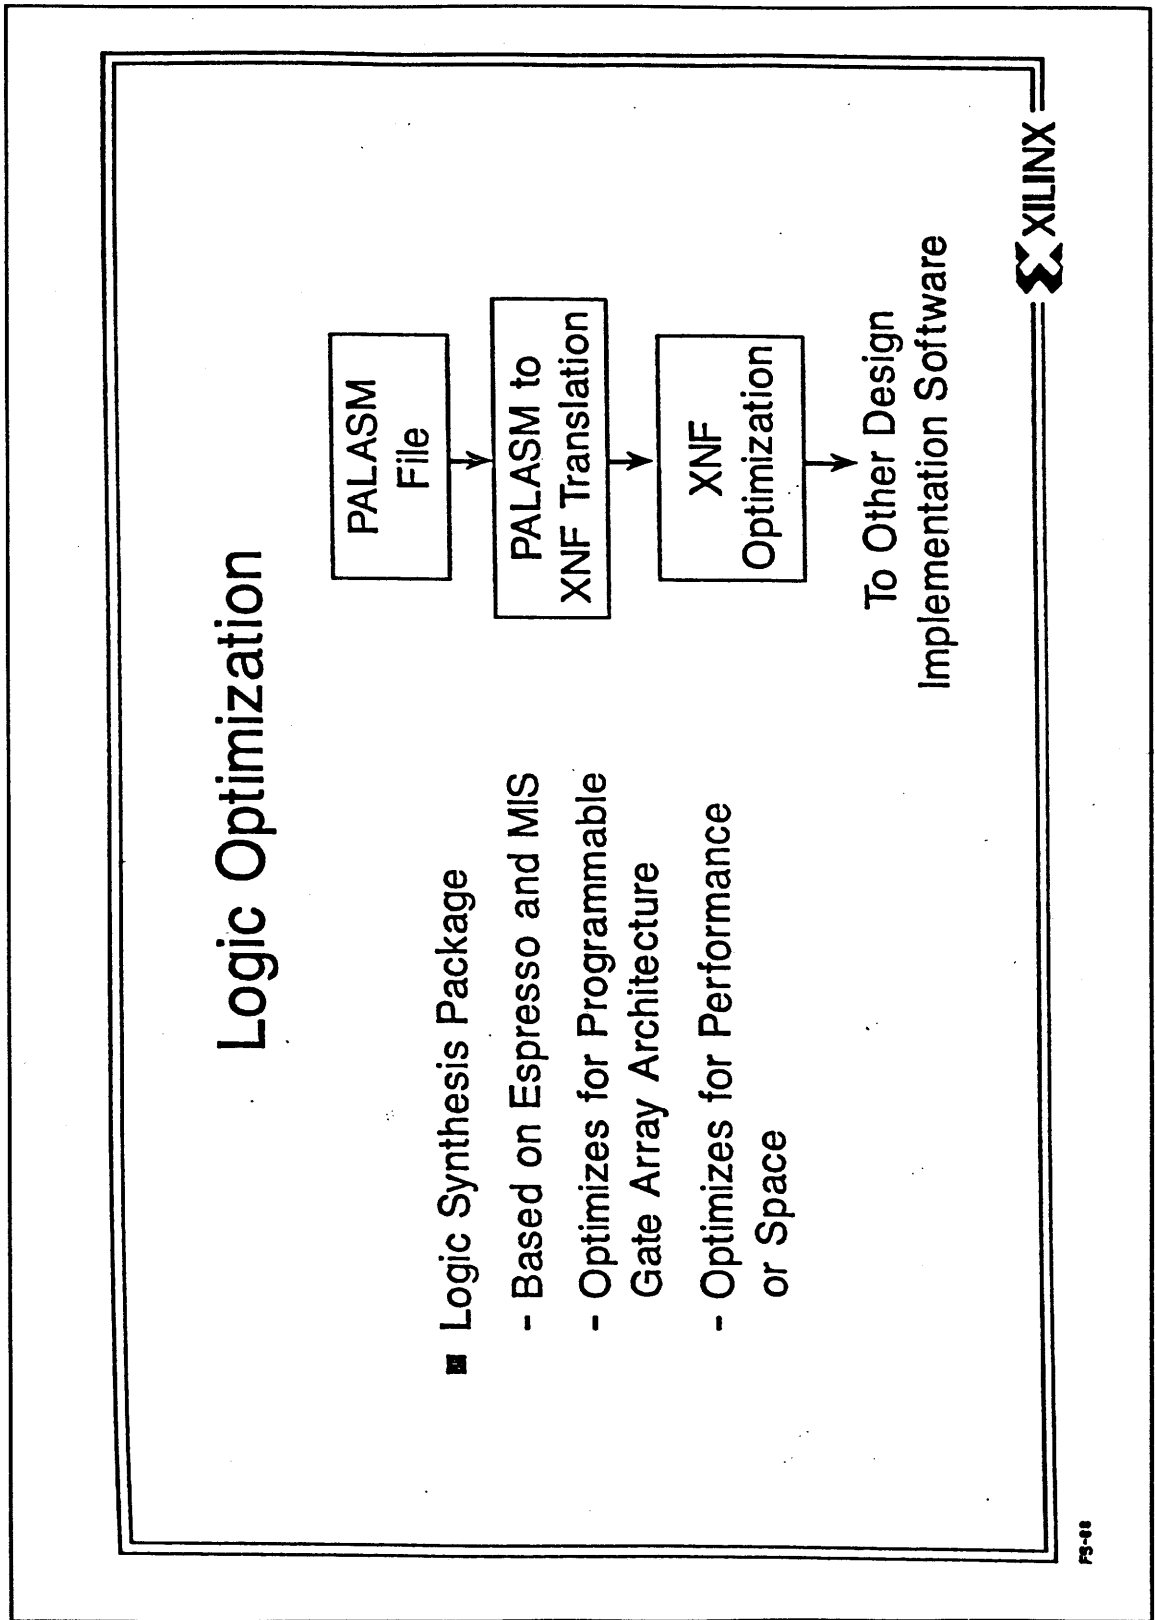 Logic Optimization
■ Logic Synthesis Package
- Based on Espresso and MIS
- Optimizes for Programmable
Gate Array Architecture
- Optimizes for Performance
or Space
PALASM
File
PALASM to
XNF Translation
XNF
Optimization
To Other Design
Implementation Software
XILINX